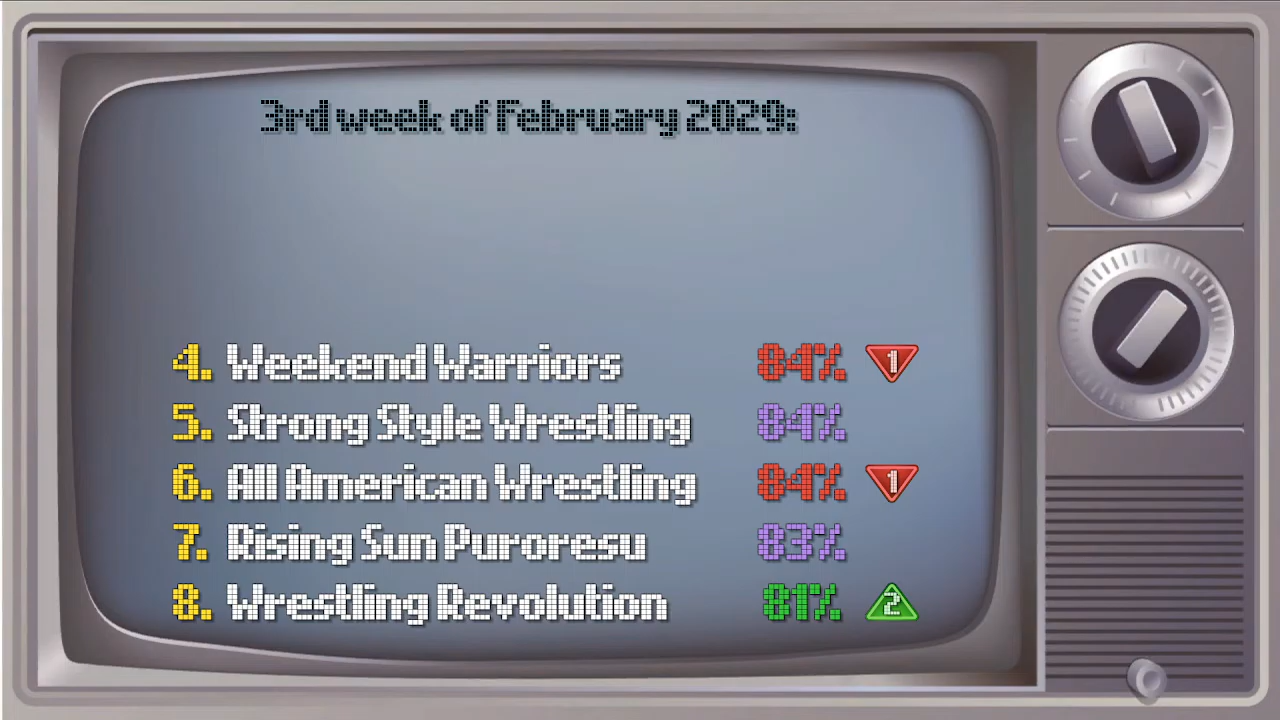 3rd week of February 2029:
4. Weekend Warriors 84% 1
5. Strong Style Wrestling 84%
6. All American Wrestling 84% 1
7. Rising Sun Puroresu 83%
8. Wrestling Revolution 81% 2